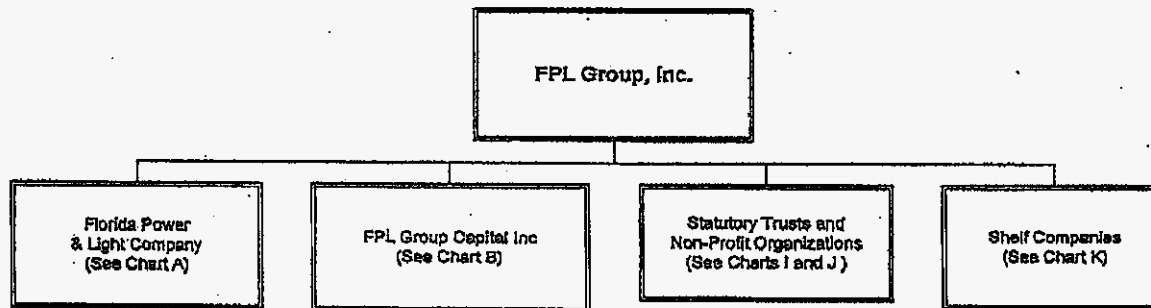 FPL Group, Inc.
Florida Power
& Light Company
(See Chart A)
FPL Group Capital Inc
(See Chart B)
Statutory Trusts and
Non-Profit Organizations
(See Charts I and J )
Shelf Companies
(See Chart K)